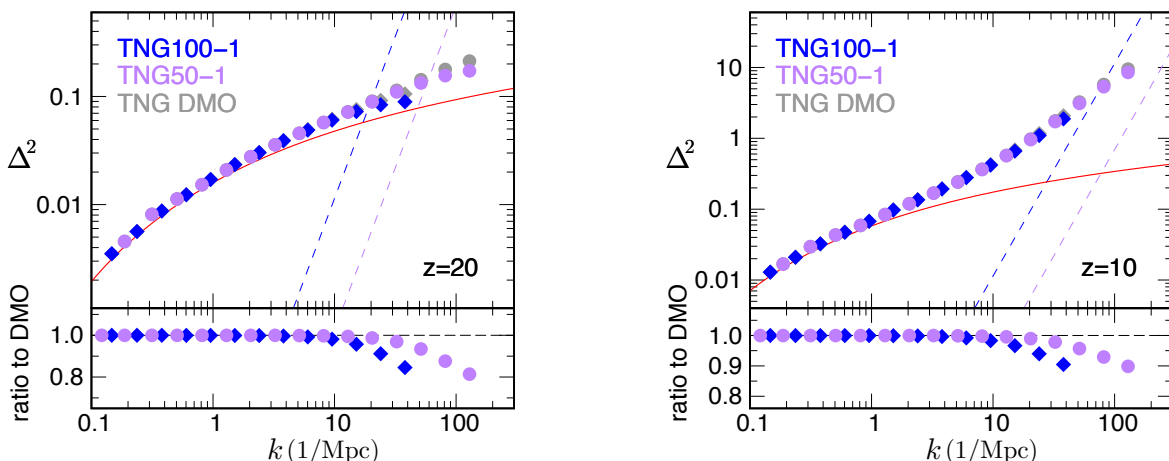 TNG100−1
TNG50−1
TNG DMO
Δ²
0.1
0.01
z=20
ratio to DMO
1.0
0.8
0.1 1 10 100
k (1/Mpc)
TNG100−1
TNG50−1
TNG DMO
Δ²
10
1
0.1
0.01
z=10
ratio to DMO
1.0
0.9
0.8
0.1 1 10 100
k (1/Mpc)